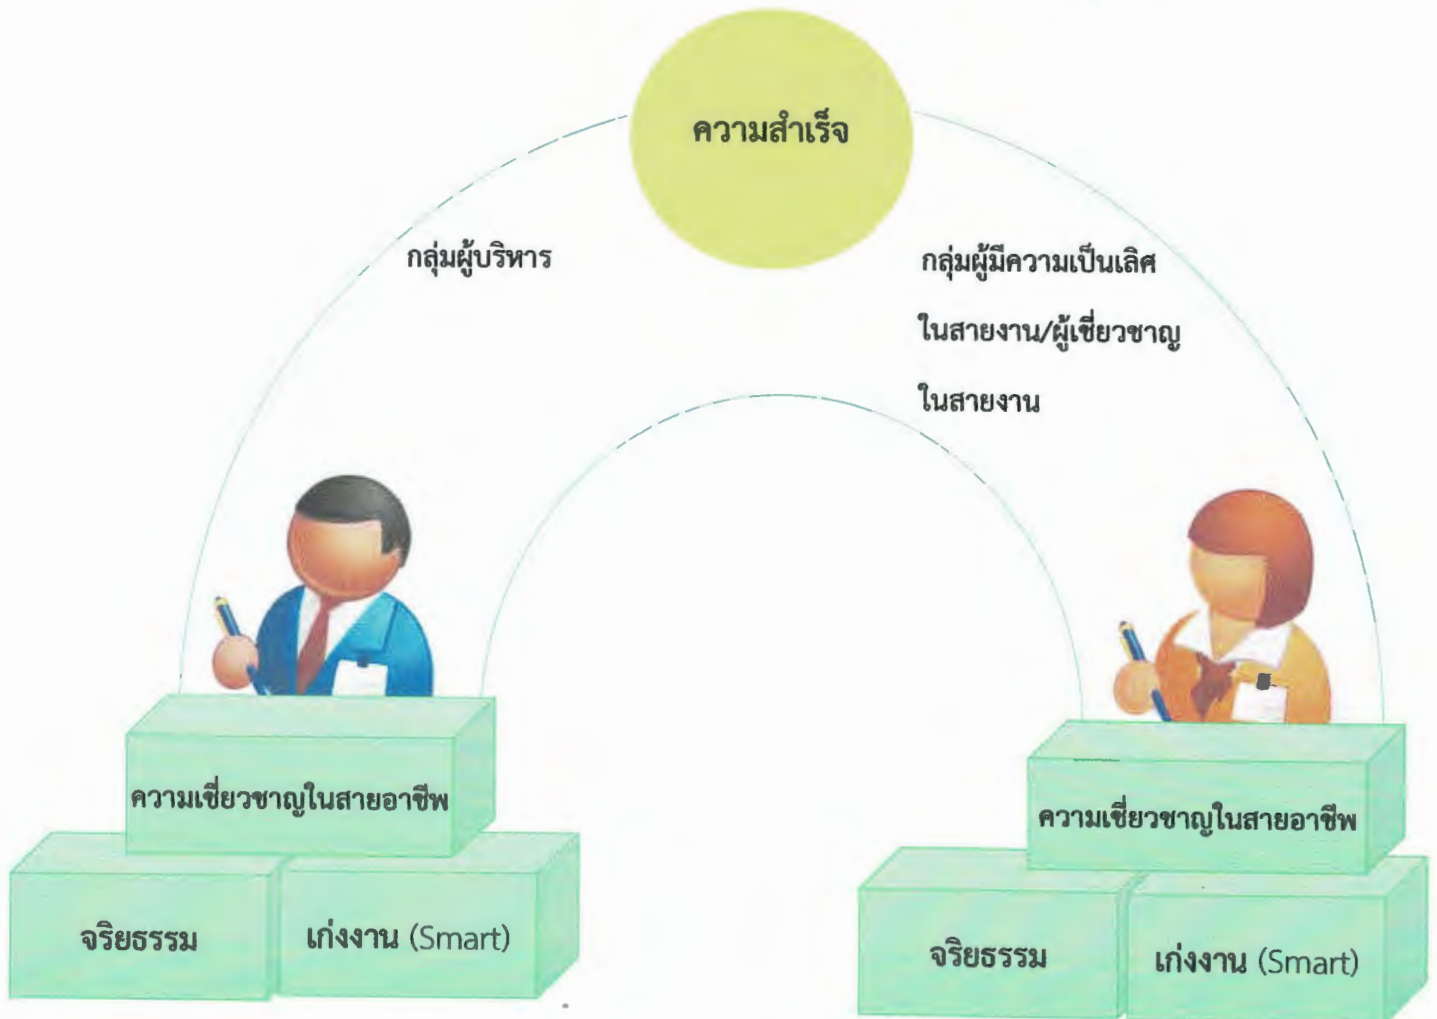 ความสำเร็จ
กลุ่มผู้บริหาร
กลุ่มผู้มีความเป็นเลิศ
ในสายงาน/ผู้เชี่ยวชาญ
ในสายงาน
ความเชี่ยวชาญในสายอาชีพ
จริยธรรม
เก่งงาน (Smart)
ความเชี่ยวชาญในสายอาชีพ
จริยธรรม
เก่งงาน (Smart)